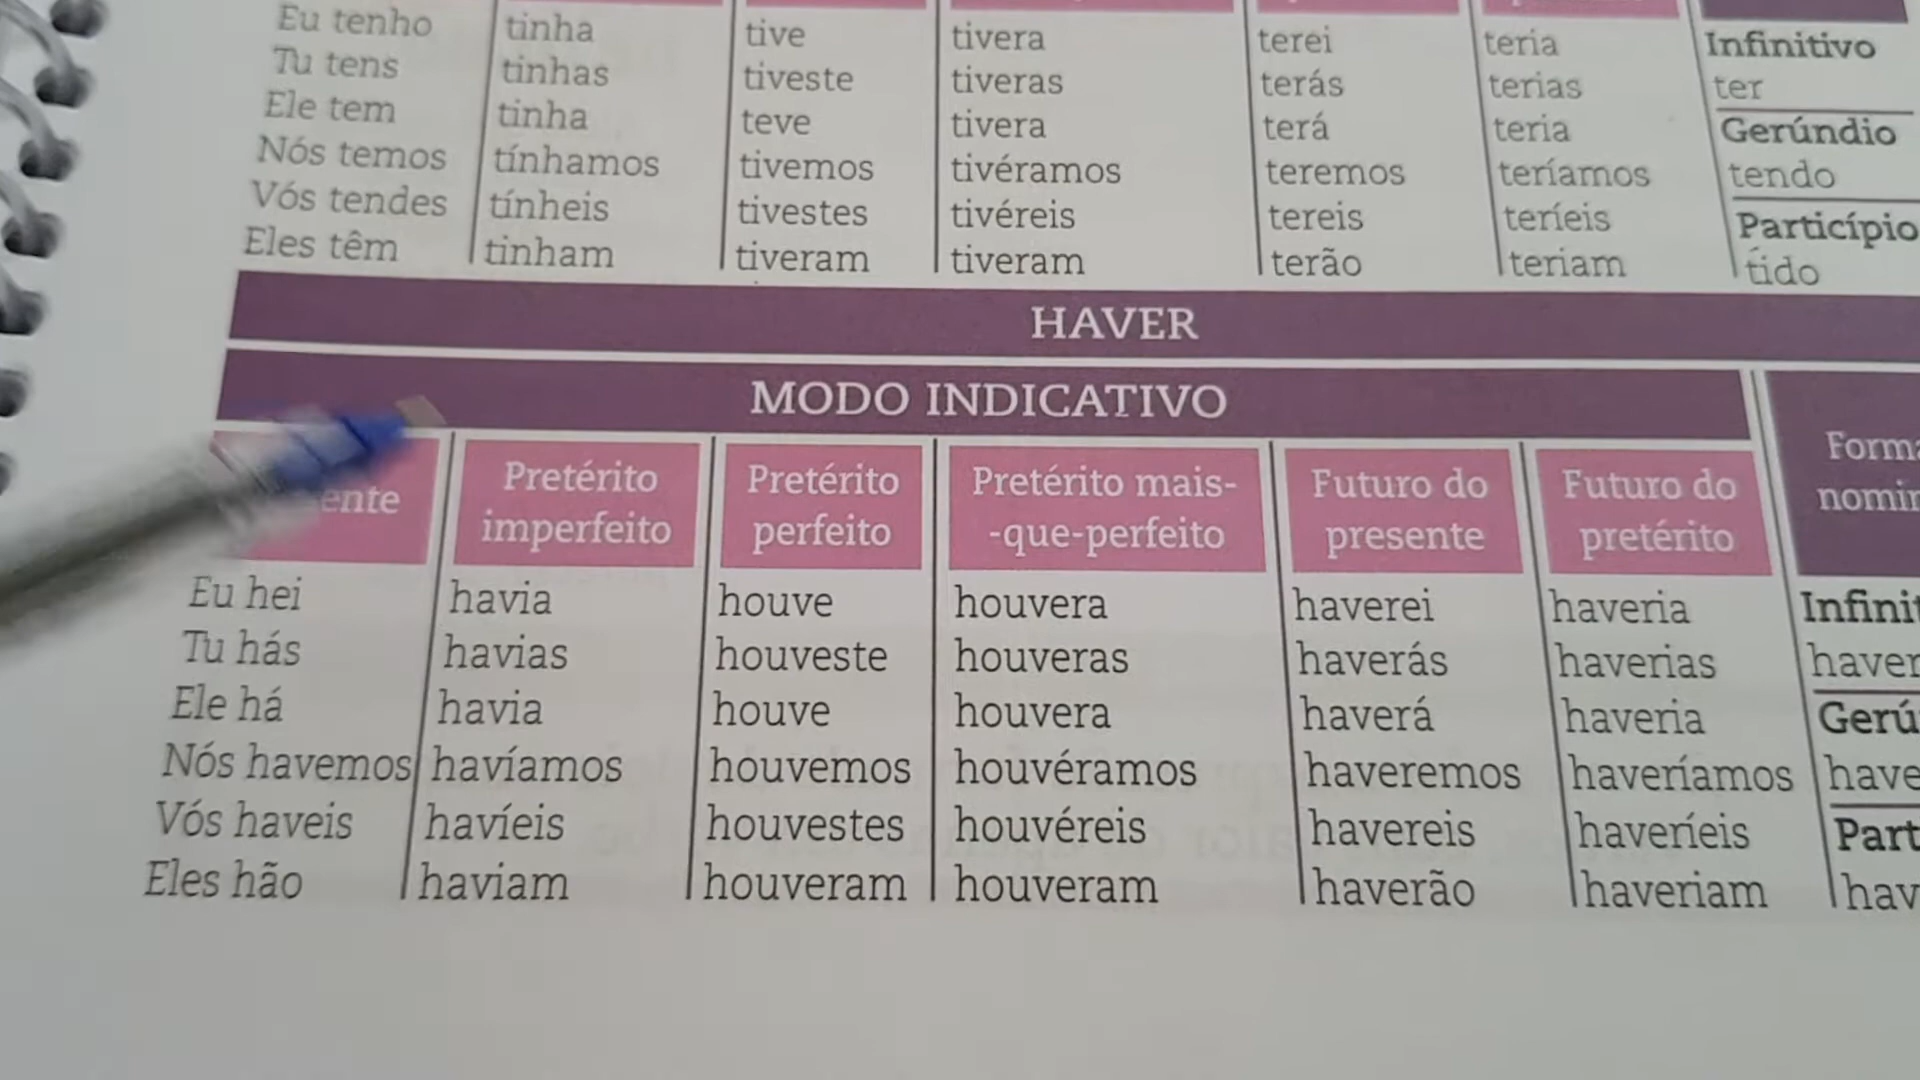 Eu tenho tinha tive tivera terei teria Infinitivo
Tu tens tinhas tiveste tiveras terás terias ter
Ele tem tinha teve tivera terá teria Gerúndio
Nós temos tínhamos tivemos tivéramos teremos teríamos tendo
Vós tendes tínheis tivestes tivéreis tereis teríeis Particípio
Eles têm tinham tiveram tiveram terão teriam tido
HAVER
MODO INDICATIVO
Pretérito imperfeito Pretérito perfeito Pretérito mais-que-perfeito Futuro do presente Futuro do pretérito
Eu hei havia houve houvera haverei haveria
Tu hás havias houveste houveras haverás haverias haver
Ele há havia houve houvera haverá haveria
Nós havemos havíamos houvemos houvéramos haveremos haveríamos
Vós haveis havíeis houvestes houvéreis havereis haveríeis
Eles hão haviam houveram houveram haverão haveriam